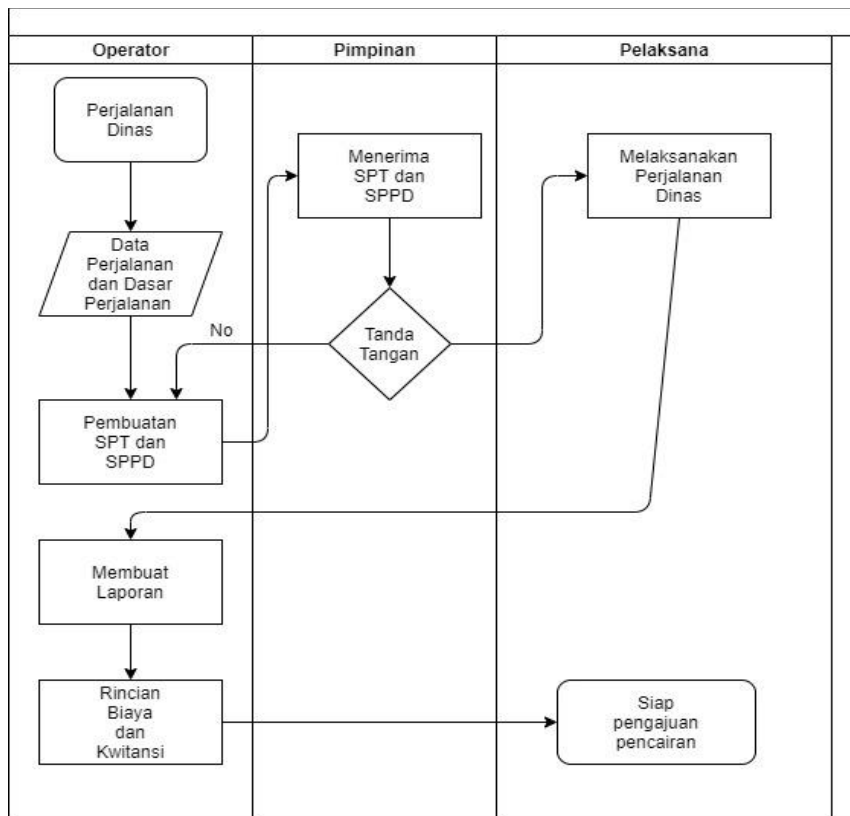 Operator
Pimpinan
Pelaksana
Perjalanan
Dinas
Menerima
SPT dan
SPPD
Melaksanakan
Perjalanan
Dinas
Data
Perjalanan
dan Dasar
Perjalanan
No
Tanda
Tangan
Pembuatan
SPT dan
SPPD
Membuat
Laporan
Rincian
Biaya
dan
Kwitansi
Siap
pengajuan
pencairan